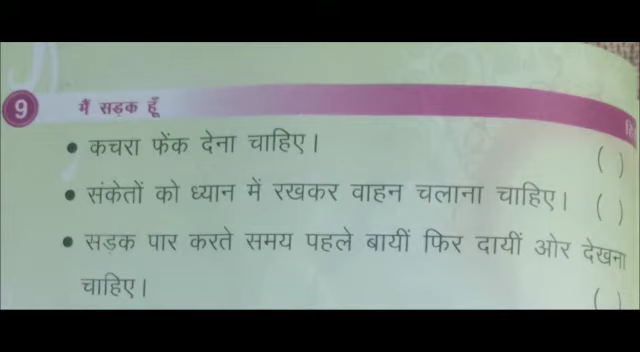 9 मैं सड़क हूँ
• कचरा फेंक देना चाहिए। ( )
• संकेतों को ध्यान में रखकर वाहन चलाना चाहिए। ( )
• सड़क पार करते समय पहले बायीं फिर दायीं ओर देखना
चाहिए। ( )